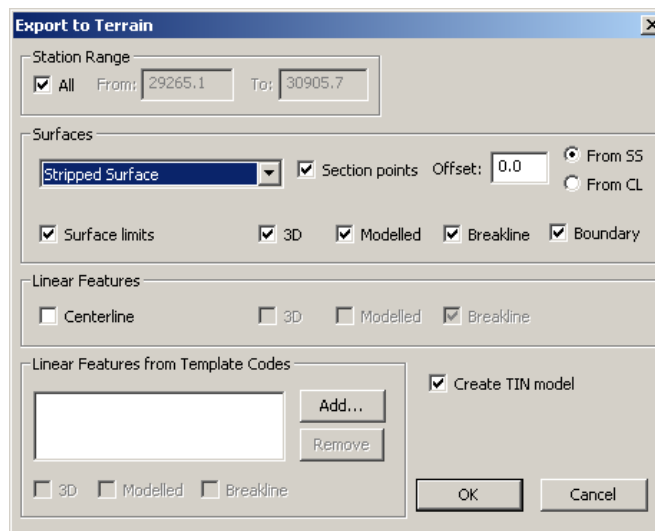 Export to Terrain
Station Range
All From: 29265.1 To: 30905.7
Surfaces
Stripped Surface Section points Offset: 0.0 From SS
From CL
Surface limits 3D Modelled Breakline Boundary
Linear Features
Centerline 3D Modelled Breakline
Linear Features from Template Codes
Create TIN model
Add...
Remove
3D Modelled Breakline
OK Cancel